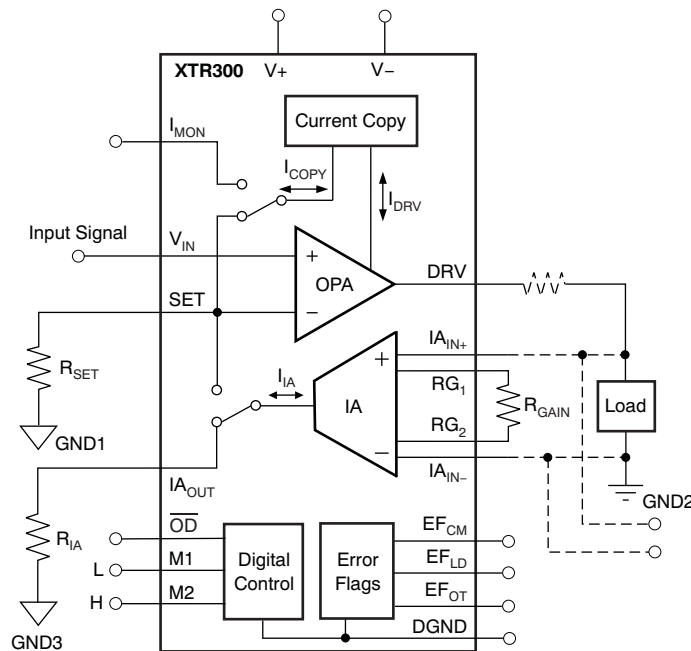 V+
V−
XTR300
Current Copy
I_MON
I_COPY
I_DRV
Input Signal
V_IN
+
OPA
DRV
SET
−
IA_IN+
R_SET
I_IA
+
IA
RG_1
R_GAIN
Load
GND1
RG_2
−
IA_OUT
IA_IN−
GND2
R_IA
O̅D̅
EF_CM
L
M1
Digital
Control
Error
Flags
EF_LD
H
M2
EF_OT
GND3
DGND